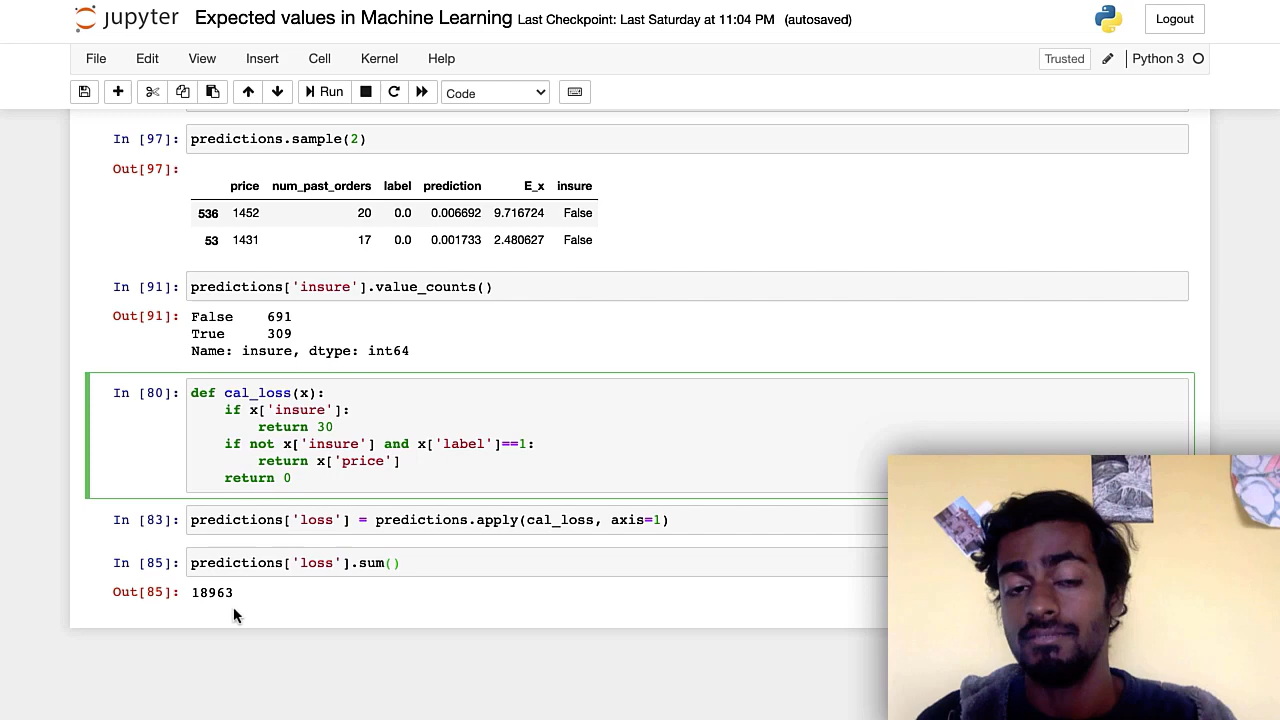 jupyter Expected values in Machine Learning Last Checkpoint: Last Saturday at 11:04 PM (autosaved) Logout
File Edit View Insert Cell Kernel Help Trusted Python 3
Run Code
In [97]: predictions.sample(2)
Out[97]:
price num_past_orders label prediction E_x insure
536 1452 20 0.0 0.006692 9.716724 False
53 1431 17 0.0 0.001733 2.480627 False
In [91]: predictions['insure'].value_counts()
Out[91]: False 691
True 309
Name: insure, dtype: int64
In [80]: def cal_loss(x):
if x['insure']:
return 30
if not x['insure'] and x['label']==1:
return x['price']
return 0
In [83]: predictions['loss'] = predictions.apply(cal_loss, axis=1)
In [85]: predictions['loss'].sum()
Out[85]: 18963